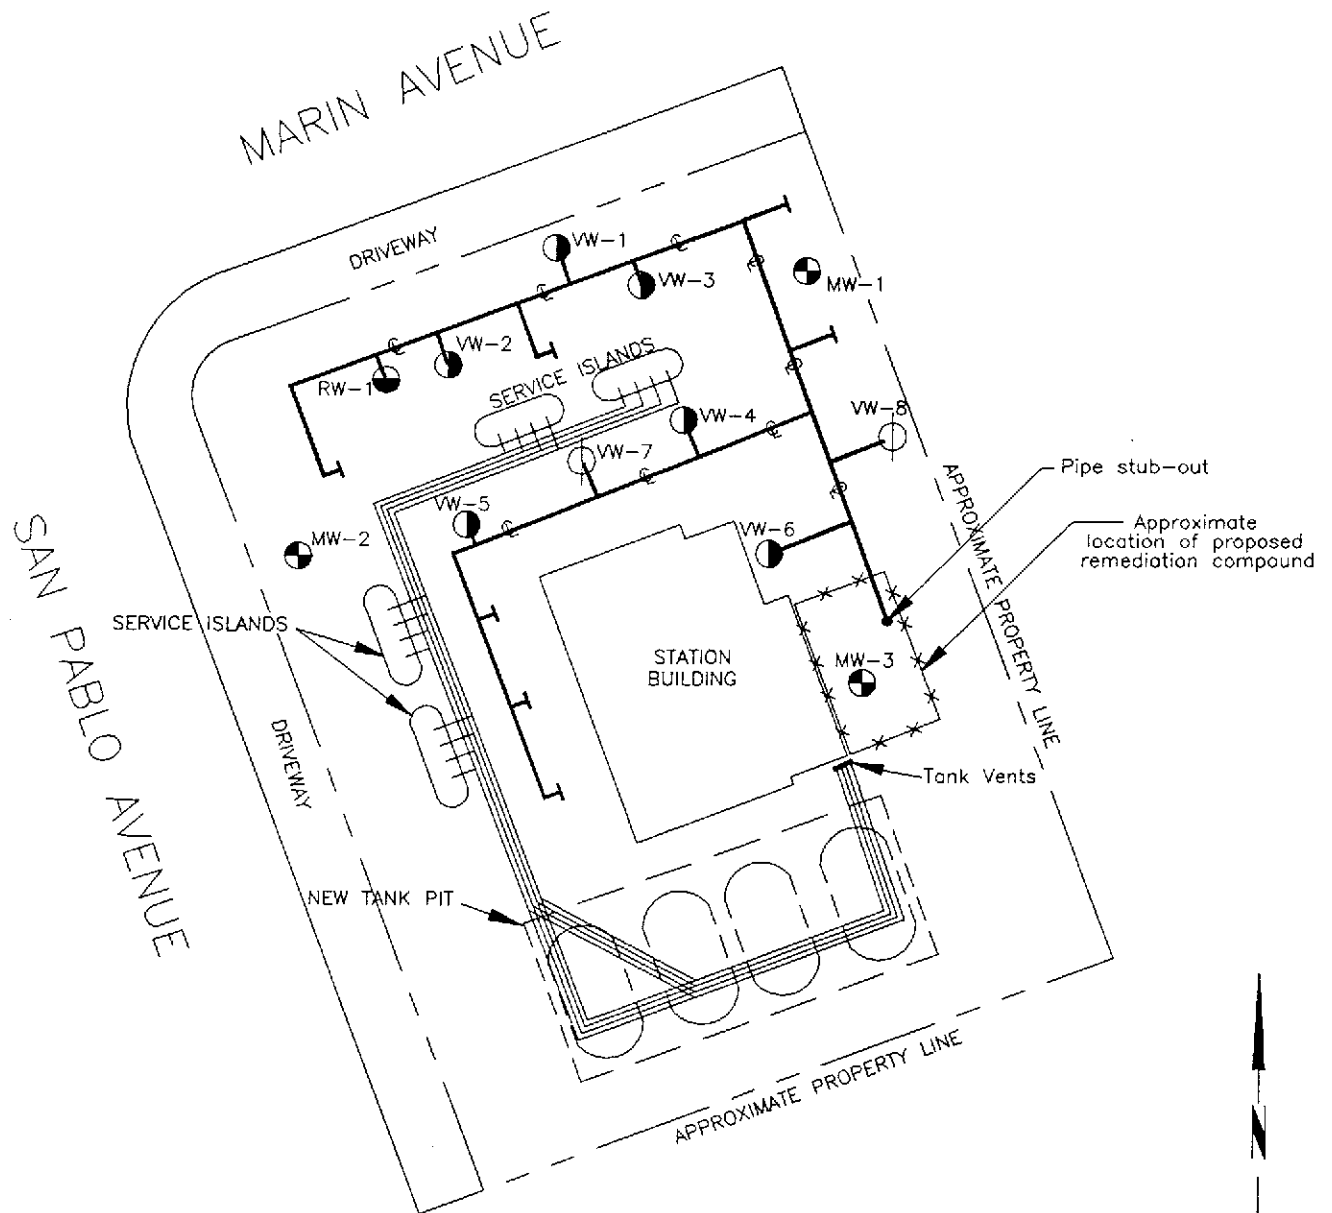 MARIN AVENUE
DRIVEWAY
VW-1
VW-3
MW-1
VW-2
RW-1
SERVICE ISLANDS
VW-4
VW-8
VW-7
Pipe stub-out
VW-5
APPROXIMATE PROPERTY LINE
Approximate
location of proposed
remediation compound
SAN PABLO AVENUE
MW-2
VW-6
SERVICE ISLANDS
STATION
BUILDING
MW-3
DRIVEWAY
Tank Vents
NEW TANK PIT
APPROXIMATE PROPERTY LINE
N